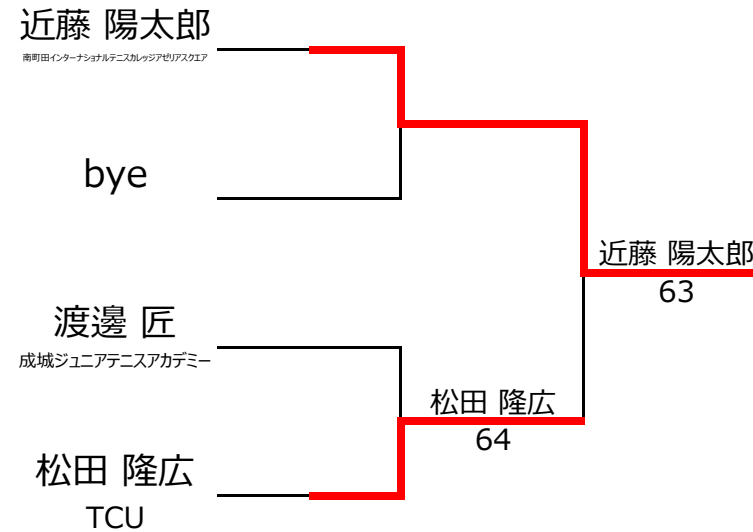 近藤 陽太郎
南町田インターナショナルテニスカレッジアゼリアスクエア
bye
近藤 陽太郎
63
渡邊 匠
成城ジュニアテニスアカデミー
松田 隆広
64
松田 隆広
TCU